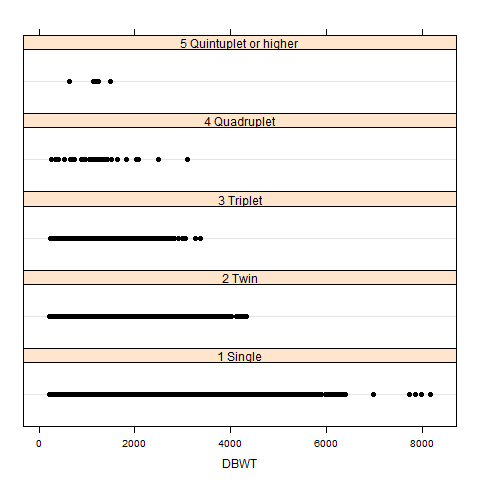 5 Quintuplet or higher
4 Quadruplet
3 Triplet
2 Twin
1 Single
0 2000 4000 6000 8000
DBWT